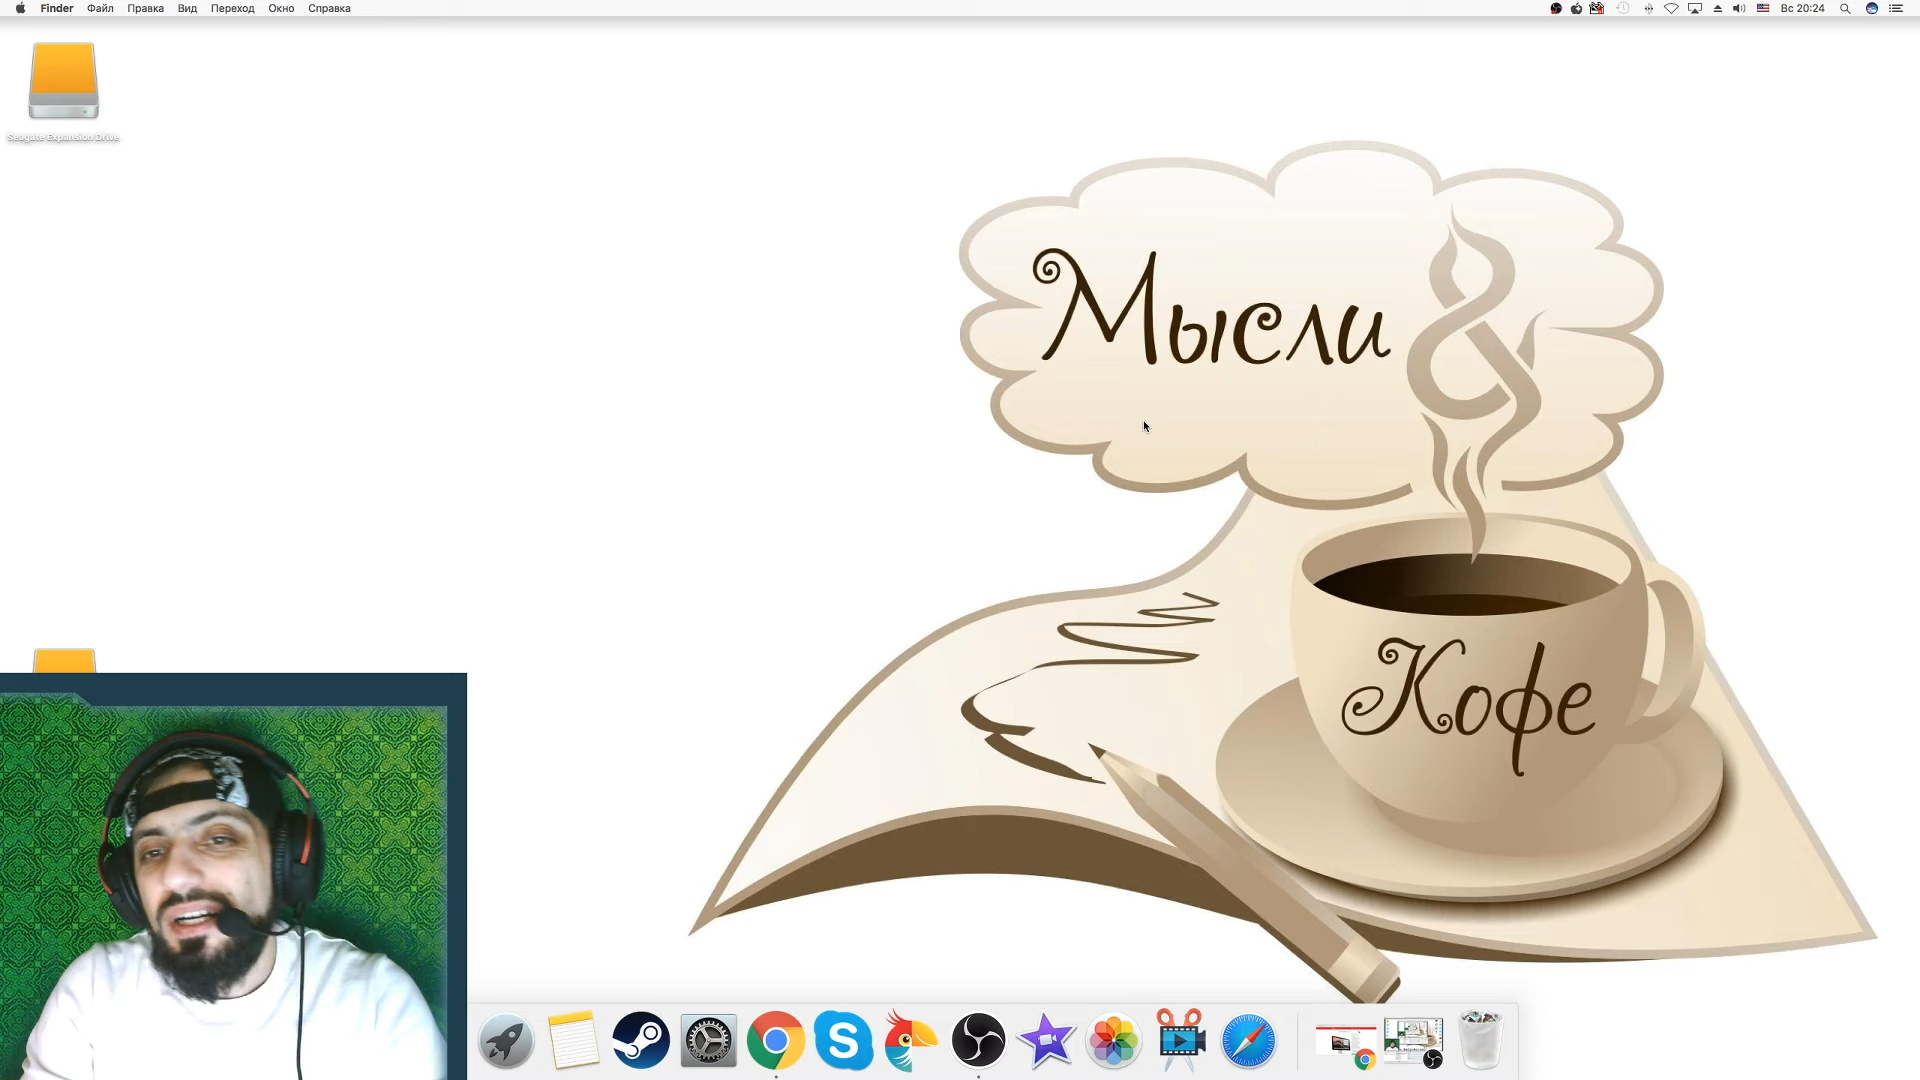 Finder Файл Правка Вид Переход Окно Справка
Вс 20:24
Seagate Expansion Drive
Мысли &
Кофе